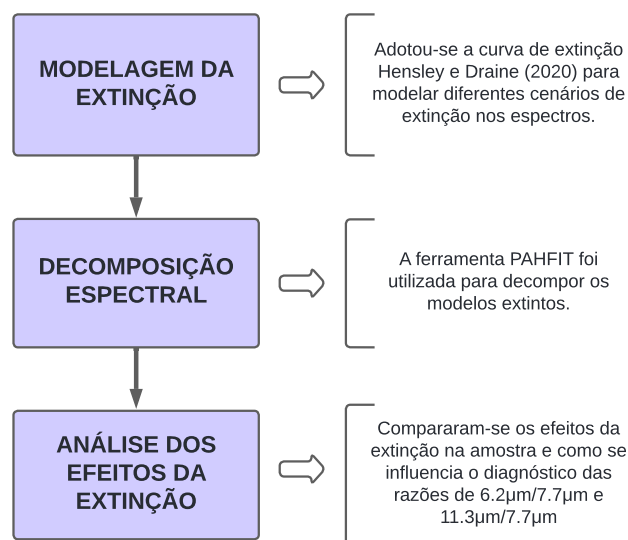 MODELAGEM DA
EXTINÇÃO
Adotou-se a curva de extinção
Hensley e Draine (2020) para
modelar diferentes cenários de
extinção nos espectros.
DECOMPOSIÇÃO
ESPECTRAL
A ferramenta PAHFIT foi
utilizada para decompor os
modelos extintos.
ANÁLISE DOS
EFEITOS DA
EXTINÇÃO
Compararam-se os efeitos da
extinção na amostra e como se
influencia o diagnóstico das
razões de 6.2μm/7.7μm e
11.3μm/7.7μm